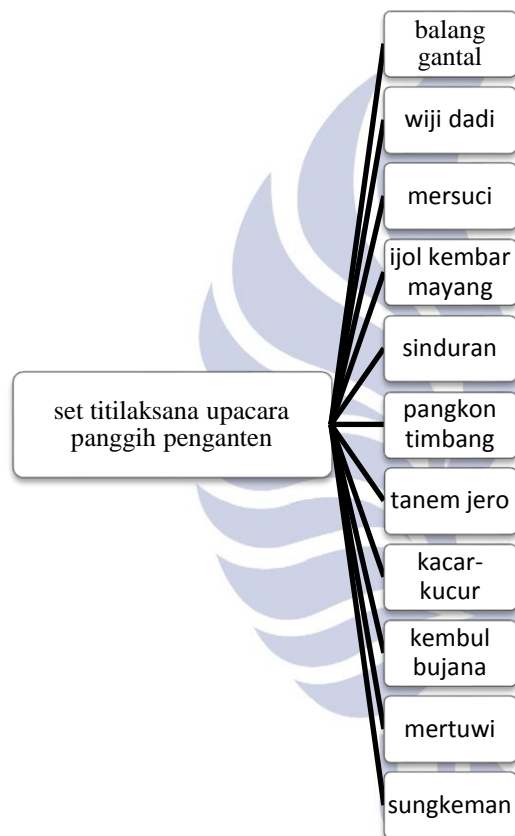 balang
gantal
wiji dadi
mersuci
ijol kembar
mayang
sinduran
set titilaksana upacara
panggih penganten
pangkon
timbang
tanem jero
kacar-
kucur
kembul
bujana
mertuwi
sungkeman